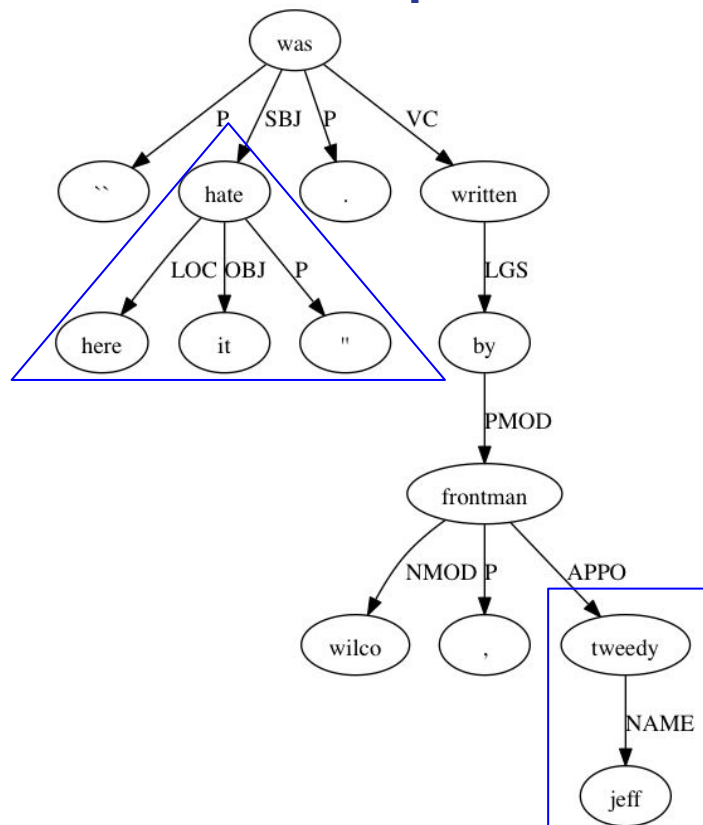 was
P SBJ P VC
`` hate . written
LOC OBJ P LGS
here it " by
PMOD
frontman
NMOD P APPO
wilco , tweedy
NAME
jeff